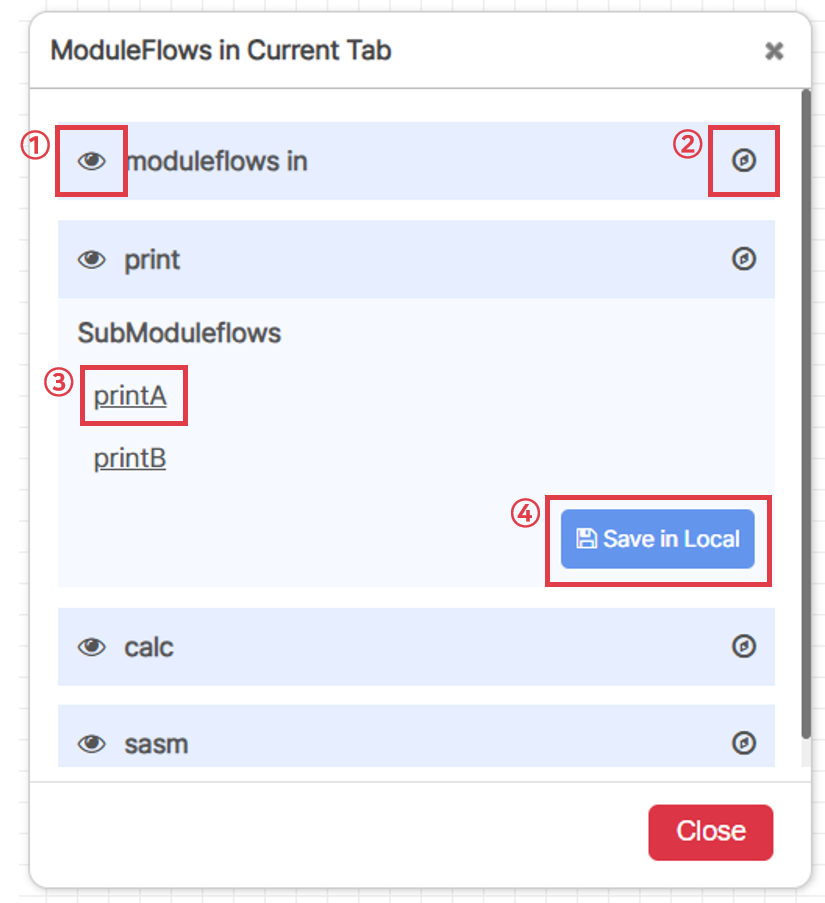 ModuleFlows in Current Tab
① moduleflows in ②
print
SubModuleflows
③ printA
printB
④ Save in Local
calc
sasm
Close